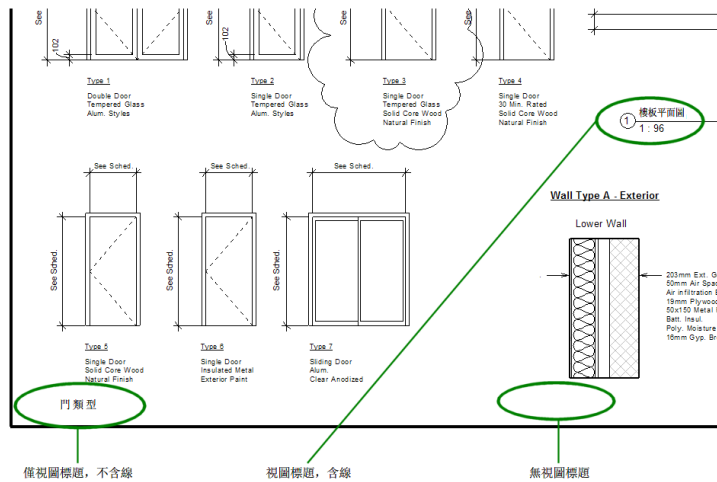 See
102
See
102
See
See
Type 1
Double Door
Tempered Glass
Alum. Styles
Type 2
Single Door
Tempered Glass
Alum. Styles
Type 3
Single Door
Tempered Glass
Solid Core Wood
Natural Finish
Type 4
Single Door
30 Min. Rated
Solid Core Wood
Natural Finish
1
樓板平面圖
1 : 96
See Sched.
See Sched.
See Sched.
See Sched.
See Sched.
See Sched.
Type 5
Single Door
Solid Core Wood
Natural Finish
Type 6
Single Door
Insulated Metal
Exterior Paint
Type 7
Sliding Door
Alum.
Clear Anodized
Wall Type A - Exterior
Lower Wall
203mm Ext. G
50mm Air Spac
Air infiltration
19mm Plywood
50x150 Metal
Batt. Insul.
Poly. Moisture
16mm Gyp. Br
門類型
僅視圖標題，不含線
視圖標題，含線
無視圖標題